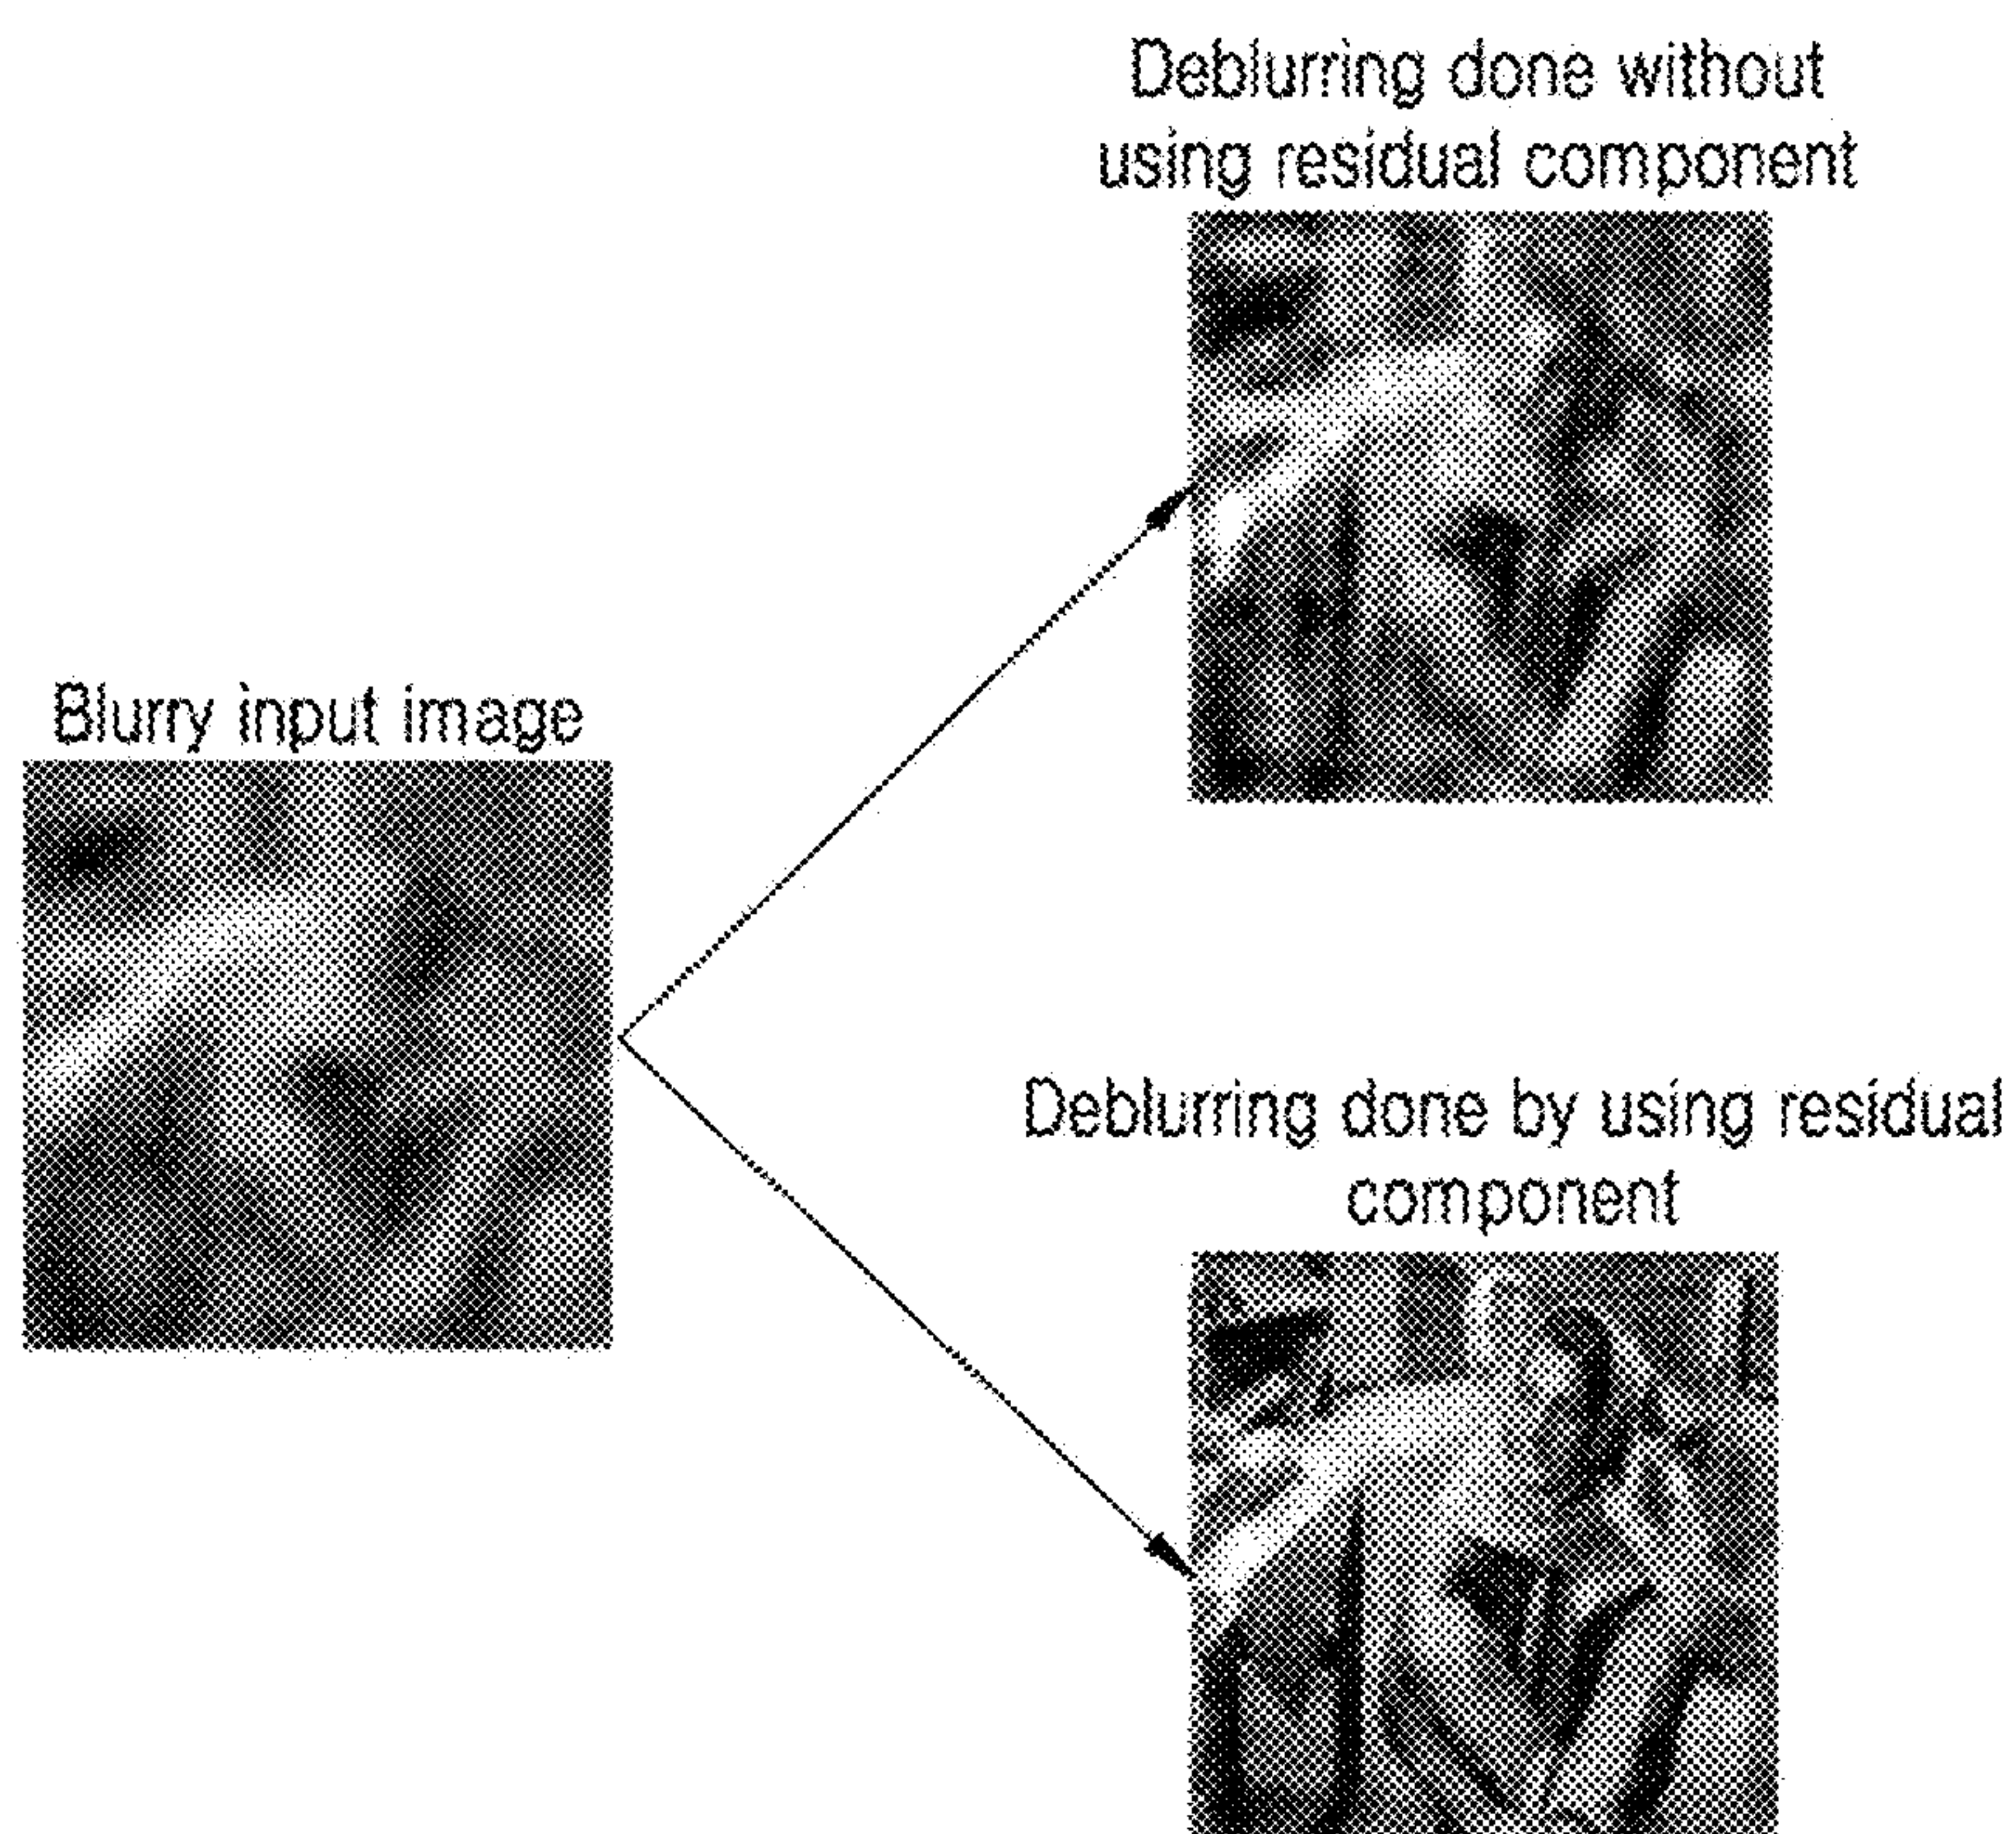 Deblurring done without
using residual component
Blurry input image
Deblurring done by using residual
component